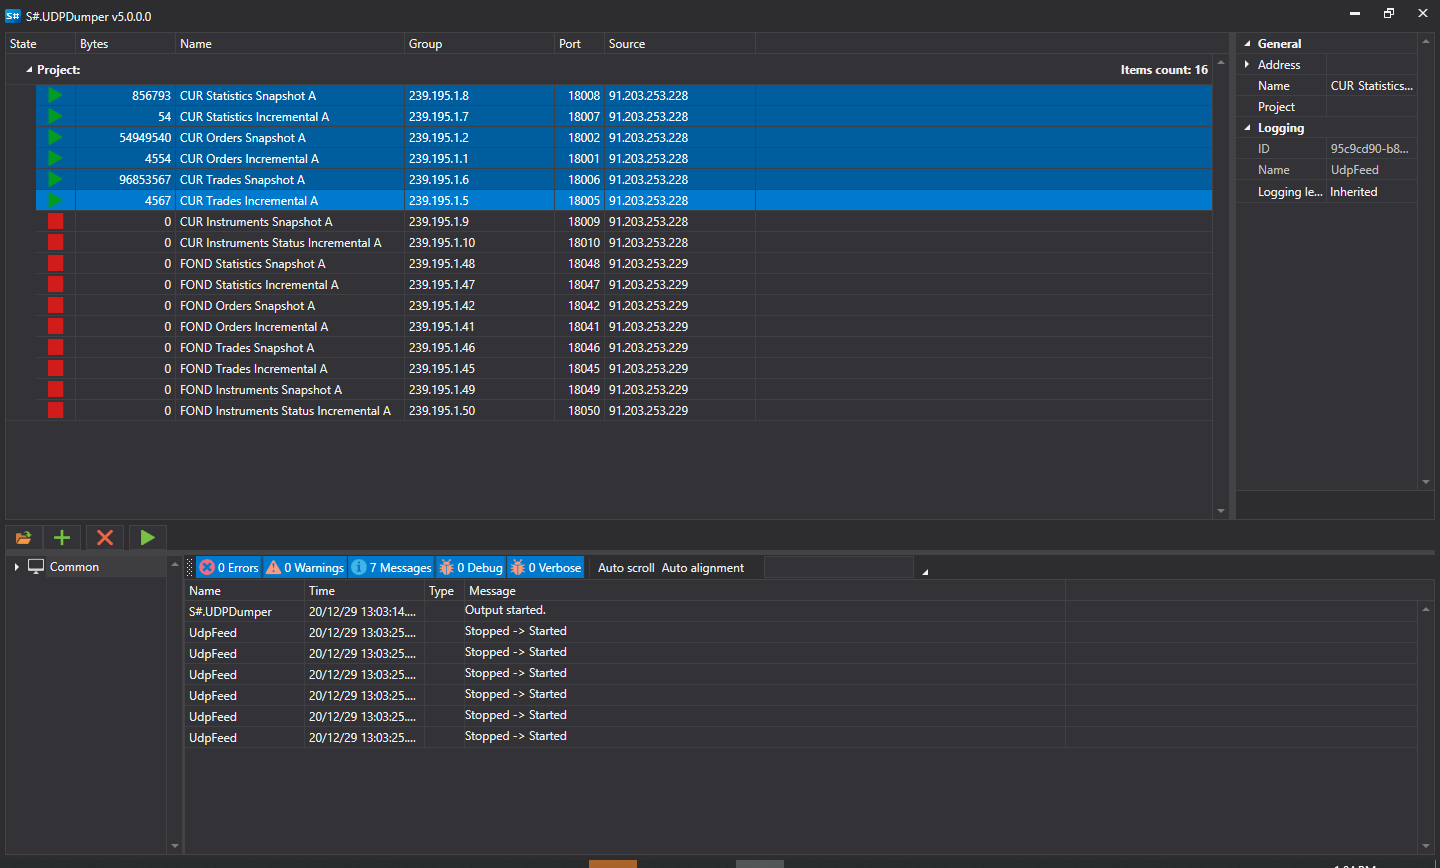 S# S#.UDPDumper v5.0.0.0
State Bytes Name Group Port Source
Project: Items count: 16
856793 CUR Statistics Snapshot A 239.195.1.8 18008 91.203.253.228
54 CUR Statistics Incremental A 239.195.1.7 18007 91.203.253.228
54949540 CUR Orders Snapshot A 239.195.1.2 18002 91.203.253.228
4554 CUR Orders Incremental A 239.195.1.1 18001 91.203.253.228
96853567 CUR Trades Snapshot A 239.195.1.6 18006 91.203.253.228
4567 CUR Trades Incremental A 239.195.1.5 18005 91.203.253.228
0 CUR Instruments Snapshot A 239.195.1.9 18009 91.203.253.228
0 CUR Instruments Status Incremental A 239.195.1.10 18010 91.203.253.228
0 FOND Statistics Snapshot A 239.195.1.48 18048 91.203.253.229
0 FOND Statistics Incremental A 239.195.1.47 18047 91.203.253.229
0 FOND Orders Snapshot A 239.195.1.42 18042 91.203.253.229
0 FOND Orders Incremental A 239.195.1.41 18041 91.203.253.229
0 FOND Trades Snapshot A 239.195.1.46 18046 91.203.253.229
0 FOND Trades Incremental A 239.195.1.45 18045 91.203.253.229
0 FOND Instruments Snapshot A 239.195.1.49 18049 91.203.253.229
0 FOND Instruments Status Incremental A 239.195.1.50 18050 91.203.253.229
General
Address
Name CUR Statistics...
Project
Logging
ID 95c9cd90-b8...
Name UdpFeed
Logging le... Inherited
Common
0 Errors 0 Warnings 7 Messages 0 Debug 0 Verbose Auto scroll Auto alignment
Name Time Type Message
S#.UDPDumper 20/12/29 13:03:14.... Output started.
UdpFeed 20/12/29 13:03:25.... Stopped -> Started
UdpFeed 20/12/29 13:03:25.... Stopped -> Started
UdpFeed 20/12/29 13:03:25.... Stopped -> Started
UdpFeed 20/12/29 13:03:25.... Stopped -> Started
UdpFeed 20/12/29 13:03:25.... Stopped -> Started
UdpFeed 20/12/29 13:03:25.... Stopped -> Started